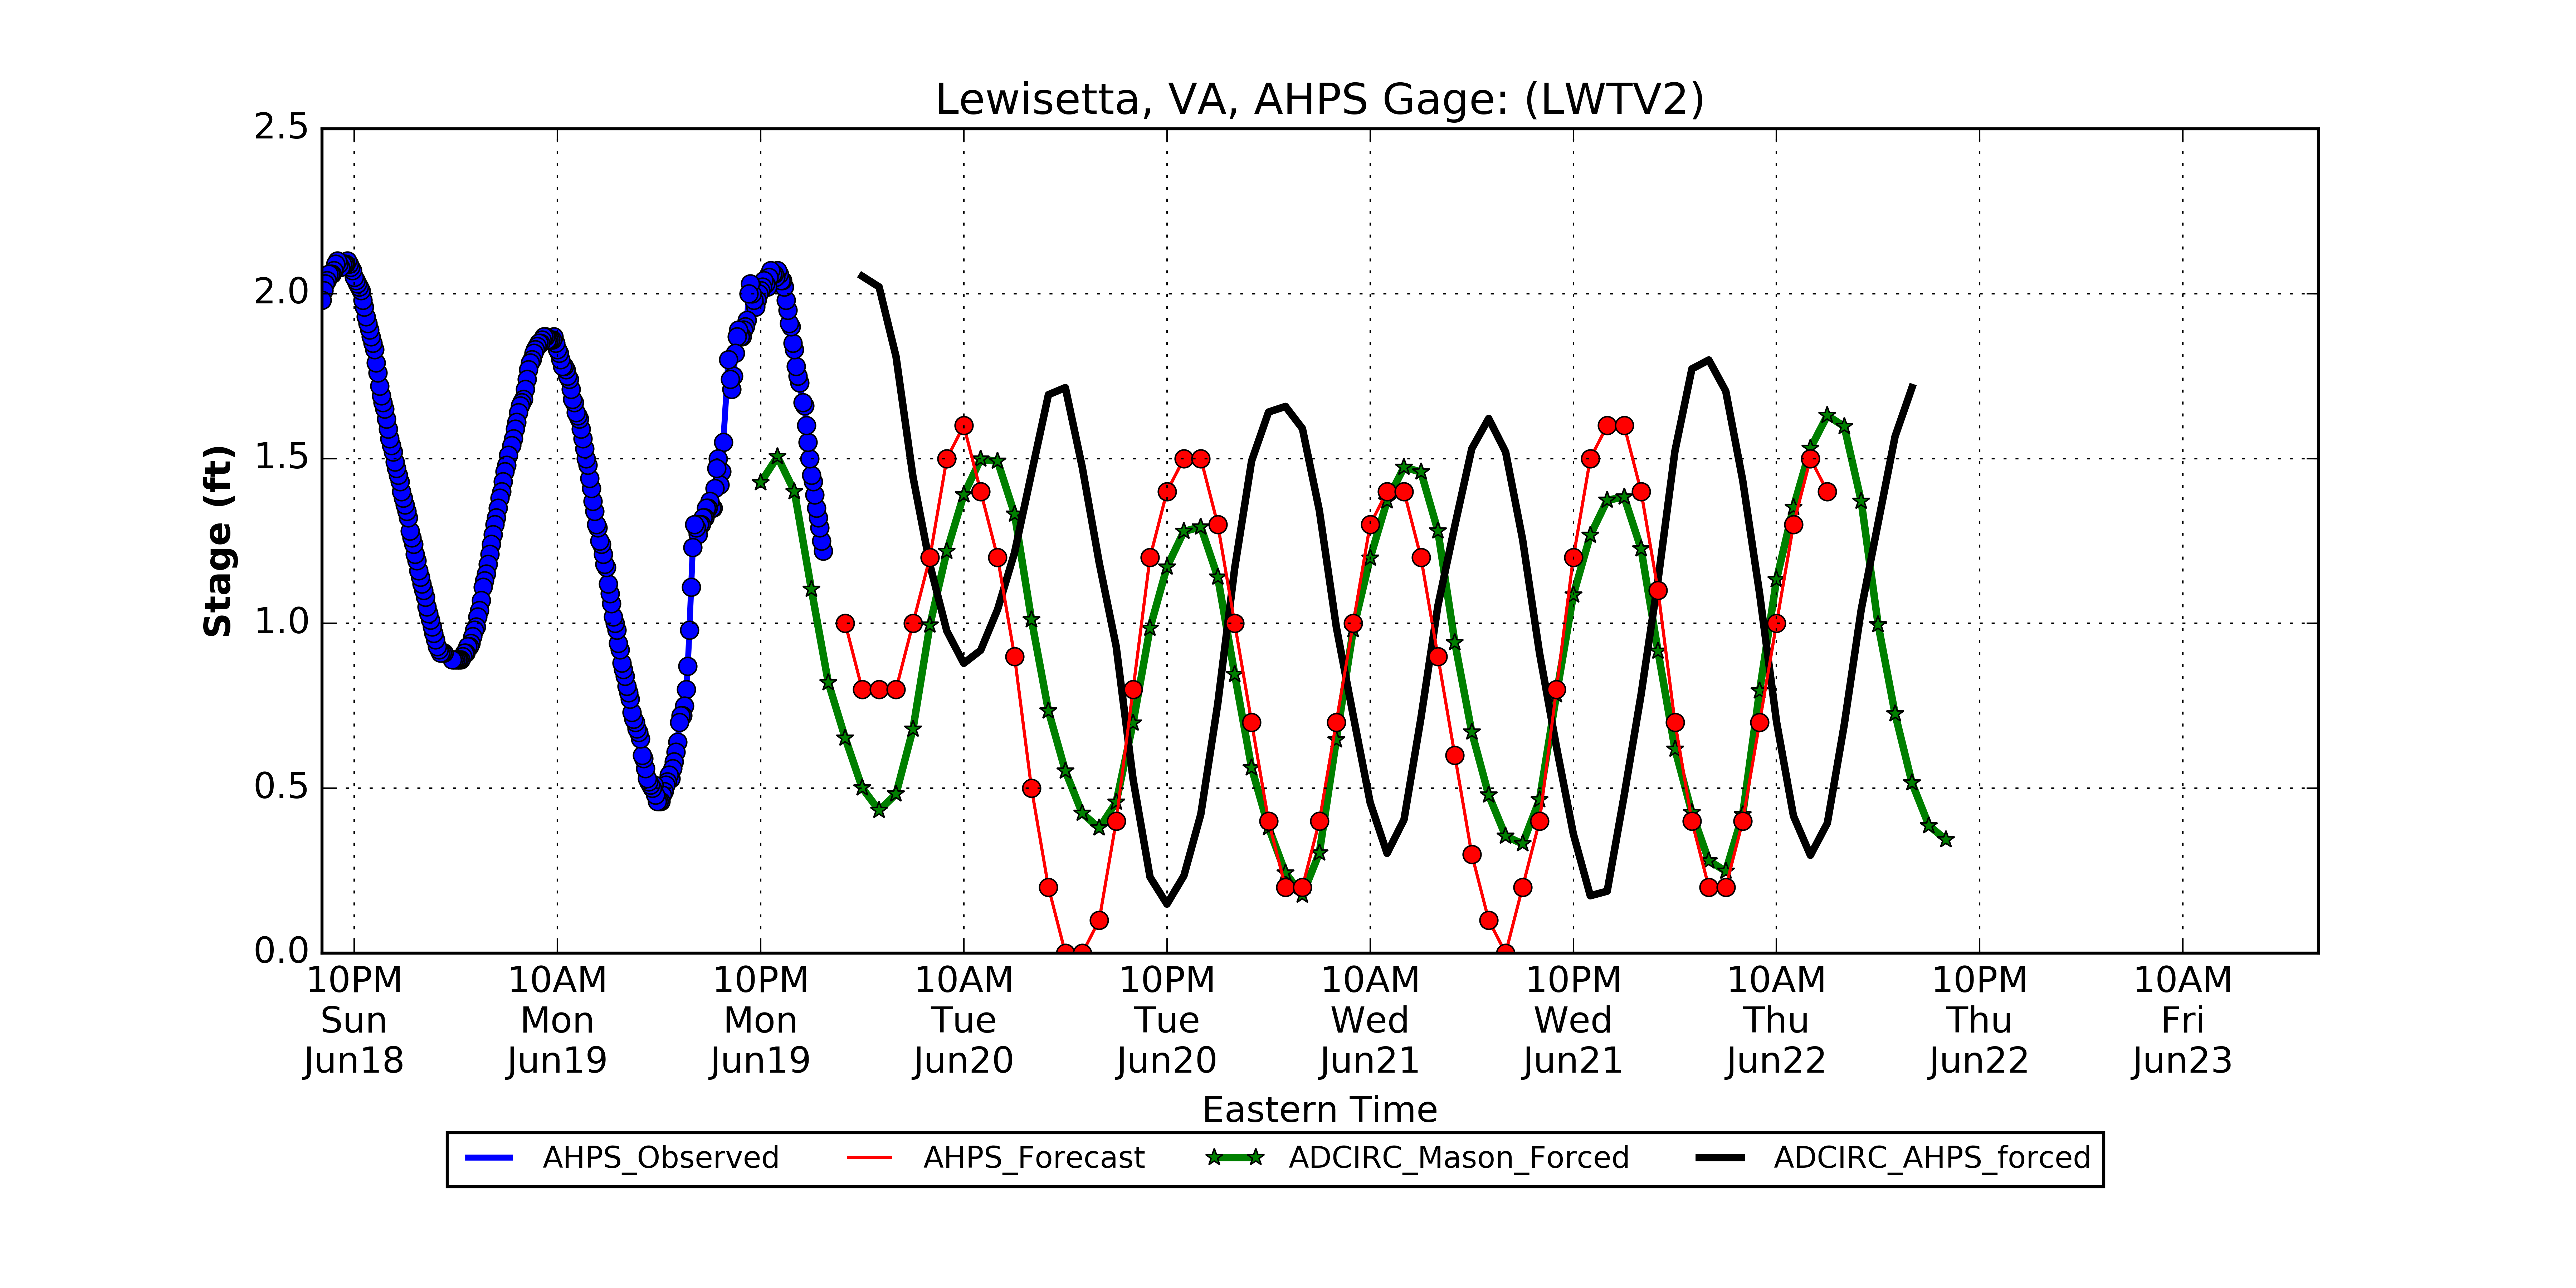 Lewisetta, VA, AHPS Gage: (LWTV2)
2.5
2.0
1.5
1.0
0.5
0.0
Stage (ft)
10PM 10AM 10PM 10AM 10PM 10AM 10PM 10AM 10PM 10AM
Sun Mon Mon Tue Tue Wed Wed Thu Thu Fri
Jun18 Jun19 Jun19 Jun20 Jun20 Jun21 Jun21 Jun22 Jun22 Jun23
Eastern Time
AHPS_Observed AHPS_Forecast ADCIRC_Mason_Forced ADCIRC_AHPS_forced